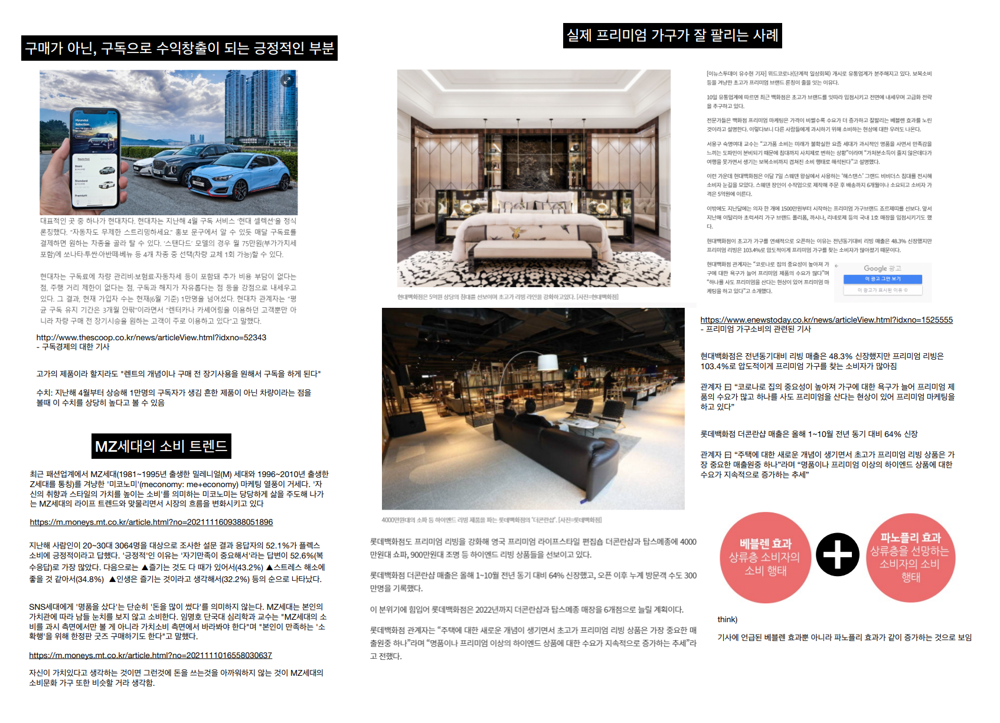 구매가 아닌, 구독으로 수익창출이 되는 긍정적인 부분
Hyundai
Selection
Basic
Standard
Premium
대표적인 곳 중 하나가 현대차다. 현대차는 지난해 4월 구독 서비스 '현대 셀렉션'을 정식
론칭했다. "자동차도 무제한 스트리밍하세요." 홍보 문구에서 알 수 있듯 매달 구독료를
결제하면 원하는 차종을 골라 탈 수 있다. '스탠다드' 모델의 경우 월 75만원(부가가치세
포함)에 쏘나타·투싼·아반떼·베뉴 등 4개 차종 중 선택(차량 교체 1회 가능)할 수 있다.
현대차는 구독료에 차량 관리비·보험료·자동차세 등이 포함돼 추가 비용 부담이 없다는
점, 주행 거리 제한이 없다는 점, 구독과 해지가 자유롭다는 점 등을 강점으로 내세우고
있다. 그 결과, 현재 가입자 수는 현재(6월 기준) 1만명을 넘어섰다. 현대차 관계자는 "평
균 구독 유지 기간은 3개월 안팎"이라면서 "렌터카나 카셰어링을 이용하던 고객뿐만 아
니라 차량 구매 전 장기시승을 원하는 고객이 주로 이용하고 있다"고 말했다.
http://www.thescoop.co.kr/news/articleView.html?idxno=52343
- 구독경제의 대한 기사
고가의 제품이라 할지라도 "렌트의 개념이나 구매 전 장기사용을 원해서 구독을 하게 된다"
수치: 지난해 4월부터 상승해 1만명의 구독자가 생김 흔한 제품이 아닌 차량이라는 점을
볼때 이 수치를 상당히 높다고 볼 수 있음
MZ세대의 소비 트렌드
최근 패션업계에서 MZ세대(1981~1995년 출생한 밀레니얼(M) 세대와 1996~2010년 출생한
Z세대를 통칭)를 겨냥한 '미코노미'(meconomy: me+economy) 마케팅 열풍이 거세다. '자
신의 취향과 스타일의 가치를 높이는 소비'를 의미하는 미코노미는 당당하게 삶을 주도해 나가
는 MZ세대의 라이프 트렌드와 맞물리면서 시장의 흐름을 변화시키고 있다
https://m.moneys.mt.co.kr/article.html?no=2021111609388051896
지난해 사람인이 20~30대 3064명을 대상으로 조사한 설문 결과 응답자의 52.1%가 플렉스
소비에 긍정적이라고 답했다. '긍정적'인 이유는 '자기만족이 중요해서'라는 답변이 52.6%(복
수응답)로 가장 많았다. 다음으로는 ▲즐기는 것도 다 때가 있어서(43.2%) ▲스트레스 해소에
좋을 것 같아서(34.8%) ▲인생은 즐기는 것이라고 생각해서(32.2%) 등의 순으로 나타났다.
SNS세대에게 '명품을 샀다'는 단순히 '돈을 많이 썼다'를 의미하지 않는다. MZ세대는 본인의
가치관에 따라 남들 눈치를 보지 않고 소비한다. 임명호 단국대 심리학과 교수는 "MZ세대의 소
비를 과시 측면에서만 볼 게 아니라 가치소비 측면에서 바라봐야 한다"며 "본인이 만족하는 '소
확행'을 위해 한정판 굿즈 구매하기도 한다"고 말했다.
https://m.moneys.mt.co.kr/article.html?no=2021111016558030637
자신이 가치있다고 생각하는 것이면 그런것에 돈을 쓰는것을 아까워하지 않는 것이 MZ세대의
소비문화 가구 또한 비슷할 거라 생각함.
실제 프리미엄 가구가 잘 팔리는 사례
현대백화점은 5억원 상당의 침대를 선보이며 초고가 리빙 라인을 강화하고있다. [사진=현대백화점]
4000만원대의 소파 등 하이엔드 리빙 제품을 파는 롯데백화점의 '더콘란샵'. [사진=롯데백화점]
롯데백화점도 프리미엄 리빙을 강화해 영국 프리미엄 라이프스타일 편집숍 더콘란샵과 탑스메종에 4000
만원대 쇼파, 900만원대 조명 등 하이엔드 리빙 상품들을 선보이고 있다.
롯데백화점 더콘란샵 매출은 올해 1~10월 전년 동기 대비 64% 신장했고, 오픈 이후 누계 방문객 수도 300
만명을 기록했다.
이 분위기에 힘입어 롯데백화점은 2022년까지 더콘란샵과 탑스메종 매장을 6개점으로 늘릴 계획이다.
롯데백화점 관계자는 "주택에 대한 새로운 개념이 생기면서 초고가 프리미엄 리빙 상품은 가장 중요한 매
출원중 하나"라며 "명품이나 프리미엄 이상의 하이엔드 상품에 대한 수요가 지속적으로 증가하는 추세"라
고 전했다.
[이뉴스투데이 유수현 기자] 위드코로나(단계적 일상회복) 개시로 유통업계가 분주해지고 있다. 보복소비
등을 겨냥한 초고가 프리미엄 브랜드 론칭이 줄을 잇는 이유다.
10일 유통업계에 따르면 최근 백화점은 초고가 브랜드를 잇따라 입점시키고 전면에 내세우며 고급화 전략
을 추구하고 있다.
전문가들은 백화점 프리미엄 마케팅은 가격이 비쌀수록 수요가 더 증가하고 잘팔리는 베블렌 효과를 노린
것이라고 설명한다. 이렇다보니 다른 사람들에게 과시하기 위해 소비하는 현상에 대한 우려도 나온다.
서용구 숙명여대 교수는 "고가품 소비는 미래가 불확실한 요즘 세대가 과시적인 명품을 사면서 만족감을
느끼는 도파민이 분비되기 때문에 침대까지 사치제로 변하는 상황"이라며 "가처분소득이 줄지 않은데다가
여행을 못가면서 생기는 보복소비까지 겹쳐진 소비 행태로 해석된다"고 설명했다.
이런 가운데 현대백화점은 이달 7일 스웨덴 왕실에서 사용하는 '해스텐스' 그랜드 비비더스 침대를 전시해
소비자 눈길을 모았다. 스웨덴 장인이 수작업으로 제작해 주문 후 배송까지 6개월이나 소요되고 소비자 가
격은 5억원에 이른다.
이밖에도 지난달에는 의자 한 개에 1500만원부터 시작하는 프리미엄 가구브랜드 죠르제띠를 선보다. 앞서
지난해 이탈리아 초럭셔리 가구 브랜드 폴리폼, 까시나, 리네로제 등의 국내 1호 매장을 입점시키기도 했
다.
현대백화점이 초고가 가구를 연쇄적으로 오픈하는 이유는 전년동기대비 리빙 매출은 48.3% 신장했지만
프리미엄 리빙은 103.4%로 압도적이게 프리미엄 가구를 찾는 소비자가 많아졌기 때문이다.
현대백화점 관계자는 "코로나로 집의 중요성이 높아져 가
구에 대한 욕구가 늘어 프리미엄 제품의 수요가 많다"며
"하나를 사도 프리미엄을 산다는 현상이 있어 프리미엄 마
케팅을 하고 있다"고 소개했다.
Google 광고
이 광고 그만 보기
이 광고가 표시된 이유 ⓘ
https://www.enewstoday.co.kr/news/articleView.html?idxno=1525555
- 프리미엄 가구소비의 관련된 기사
현대백화점은 전년동기대비 리빙 매출은 48.3% 신장했지만 프리미엄 리빙은
103.4%로 압도적이게 프리미엄 가구를 찾는 소비자가 많아짐
관계자 曰 "코로나로 집의 중요성이 높아져 가구에 대한 욕구가 늘어 프리미엄 제
품의 수요가 많고 하나를 사도 프리미엄을 산다는 현상이 있어 프리미엄 마케팅을
하고 있다"
롯데백화점 더콘란샵 매출은 올해 1~10월 전년 동기 대비 64% 신장
관계자 曰 "주택에 대한 새로운 개념이 생기면서 초고가 프리미엄 리빙 상품은 가
장 중요한 매출원중 하나"라며 "명품이나 프리미엄 이상의 하이엔드 상품에 대한
수요가 지속적으로 증가하는 추세"
베블렌 효과
상류층 소비자의
소비 행태
파노플리 효과
상류층을 선망하는
소비자의 소비
행태
think)
기사에 언급된 베블렌 효과뿐 아니라 파노플리 효과가 같이 증가하는 것으로 보임